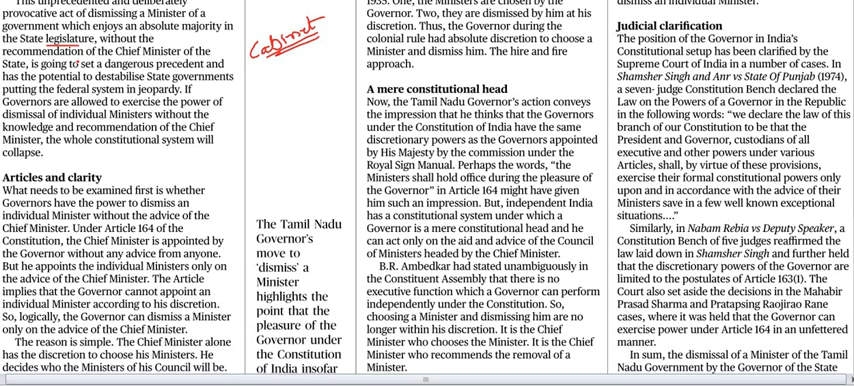 This unprecedented and deliberately
provocative act of dismissing a Minister of a
government which enjoys an absolute majority in
the State legislature, without the
recommendation of the Chief Minister of the
State, is going to set a dangerous precedent and
has the potential to destabilise State governments
putting the federal system in jeopardy. If
Governors are allowed to exercise the power of
dismissal of individual Ministers without the
knowledge and recommendation of the Chief
Minister, the whole constitutional system will
collapse.
Articles and clarity
What needs to be examined first is whether
Governors have the power to dismiss an
individual Minister without the advice of the
Chief Minister. Under Article 164 of the
Constitution, the Chief Minister is appointed by
the Governor without any advice from anyone.
But he appoints the individual Ministers only on
the advice of the Chief Minister. The Article
implies that the Governor cannot appoint an
individual Minister according to his discretion.
So, logically, the Governor can dismiss a Minister
only on the advice of the Chief Minister.
The reason is simple. The Chief Minister alone
has the discretion to choose his Ministers. He
decides who the Ministers of his Council will be.
Cabinet
The Tamil Nadu
Governor's
move to
'dismiss' a
Minister
highlights the
point that the
pleasure of the
Governor under
the Constitution
of India insofar
1935. One, the Ministers are chosen by the
Governor. Two, they are dismissed by him at his
discretion. Thus, the Governor during the
colonial rule had absolute discretion to choose a
Minister and dismiss him. The hire and fire
approach.
A mere constitutional head
Now, the Tamil Nadu Governor's action conveys
the impression that he thinks that the Governors
under the Constitution of India have the same
discretionary powers as the Governors appointed
by His Majesty by the commission under the
Royal Sign Manual. Perhaps the words, "the
Ministers shall hold office during the pleasure of
the Governor" in Article 164 might have given
him such an impression. But, independent India
has a constitutional system under which a
Governor is a mere constitutional head and he
can act only on the aid and advice of the Council
of Ministers headed by the Chief Minister.
B.R. Ambedkar had stated unambiguously in
the Constituent Assembly that there is no
executive function which a Governor can perform
independently under the Constitution. So,
choosing a Minister and dismissing him are no
longer within his discretion. It is the Chief
Minister who chooses the Minister. It is the Chief
Minister who recommends the removal of a
Minister.
dismiss an individual Minister.
Judicial clarification
The position of the Governor in India's
Constitutional setup has been clarified by the
Supreme Court of India in a number of cases. In
Shamsher Singh and Anr vs State Of Punjab (1974),
a seven- judge Constitution Bench declared the
Law on the Powers of a Governor in the Republic
in the following words: "we declare the law of this
branch of our Constitution to be that the
President and Governor, custodians of all
executive and other powers under various
Articles, shall, by virtue of these provisions,
exercise their formal constitutional powers only
upon and in accordance with the advice of their
Ministers save in a few well known exceptional
situations...."
Similarly, in Nabam Rebia vs Deputy Speaker, a
Constitution Bench of five judges reaffirmed the
law laid down in Shamsher Singh and further held
that the discretionary powers of the Governor are
limited to the postulates of Article 163(1). The
Court also set aside the decisions in the Mahabir
Prasad Sharma and Pratapsing Raojirao Rane
cases, where it was held that the Governor can
exercise power under Article 164 in an unfettered
manner.
In sum, the dismissal of a Minister of the Tamil
Nadu Government by the Governor of the State